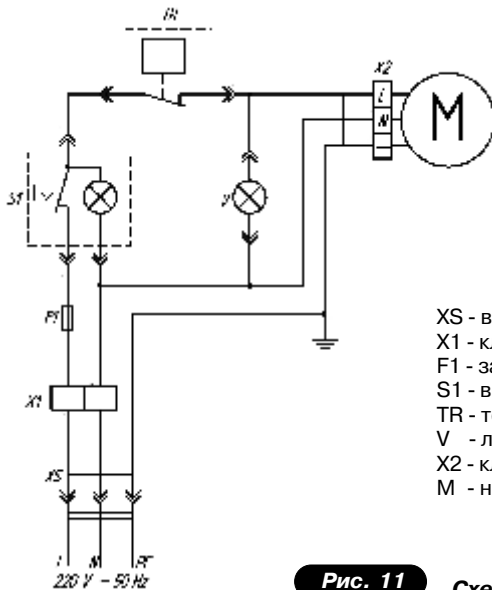 TR
X2
L
N
M
S1
V
F1
X1
XS
XS - в
X1 - к
F1 - за
S1 - в
TR - т
V - л
X2 - к
M - н
L N PE
220 V ~ 50 Hz
Рис. 11 Схе